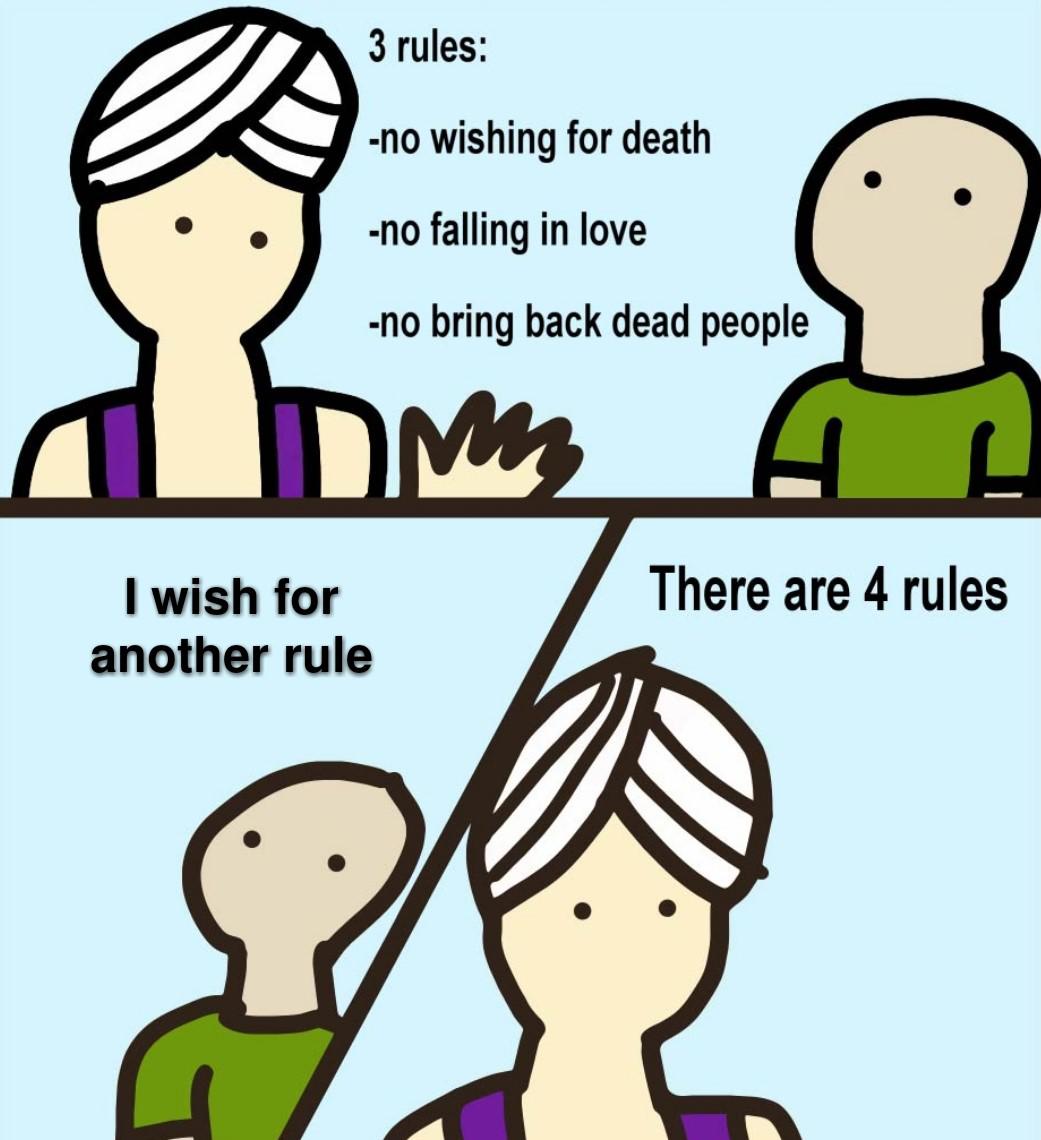 3 rules:
-no wishing for death
-no falling in love
-no bring back dead people
I wish for
another rule
There are 4 rules